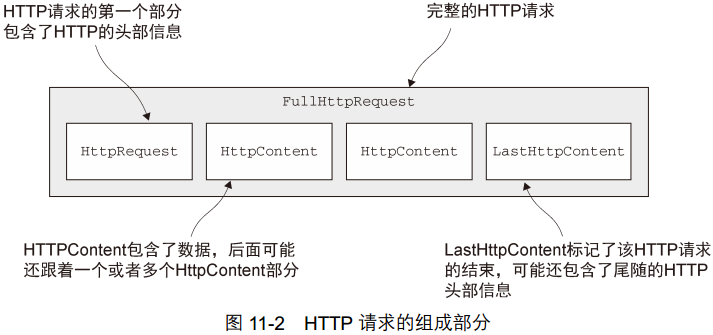 HTTP请求的第一个部分
包含了HTTP的头部信息
完整的HTTP请求
FullHttpRequest
HttpRequest
HttpContent
HttpContent
LastHttpContent
HTTPContent包含了数据，后面可能
还跟着一个或者多个HttpContent部分
LastHttpContent标记了该HTTP请求
的结束，可能还包含了尾随的HTTP
头部信息
图 11-2 HTTP 请求的组成部分